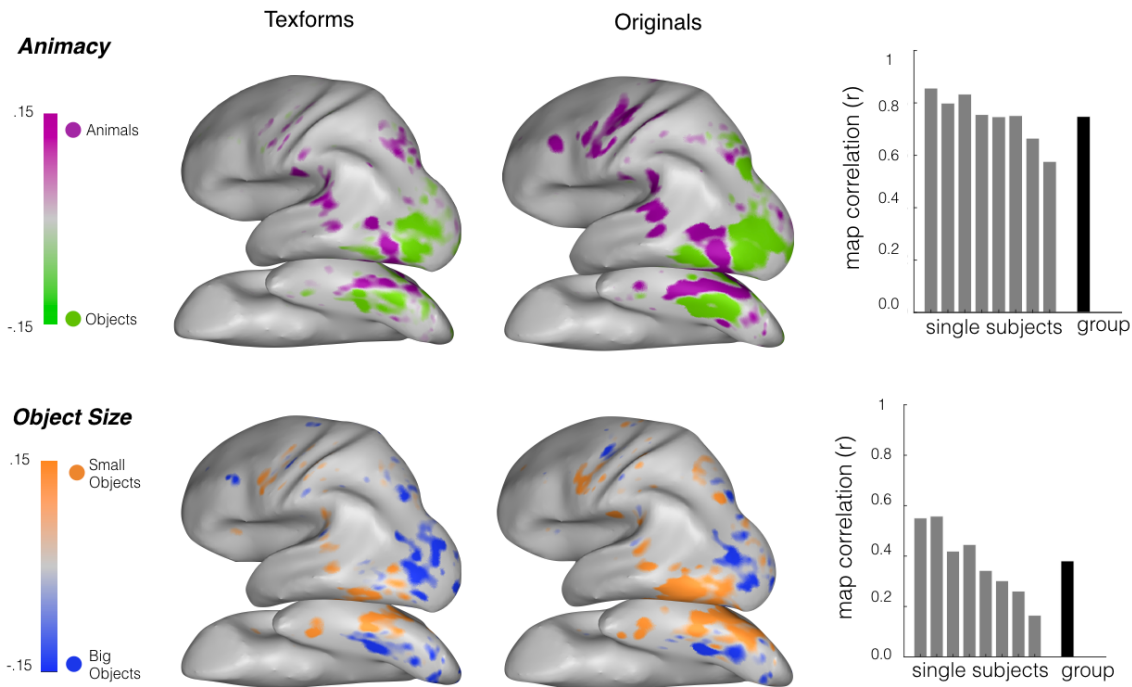 Texforms
Originals
Animacy
.15
Animals
-.15
Objects
map correlation (r)
1
0.8
0.6
0.4
0.2
0.0
single subjects
group
Object Size
.15
Small
Objects
-.15
Big
Objects
map correlation (r)
1
0.8
0.6
0.4
0.2
0.0
single subjects
group